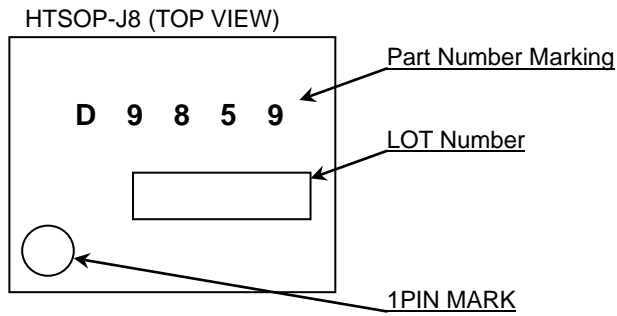 HTSOP-J8 (TOP VIEW)
Part Number Marking
D 9 8 5 9
LOT Number
1PIN MARK